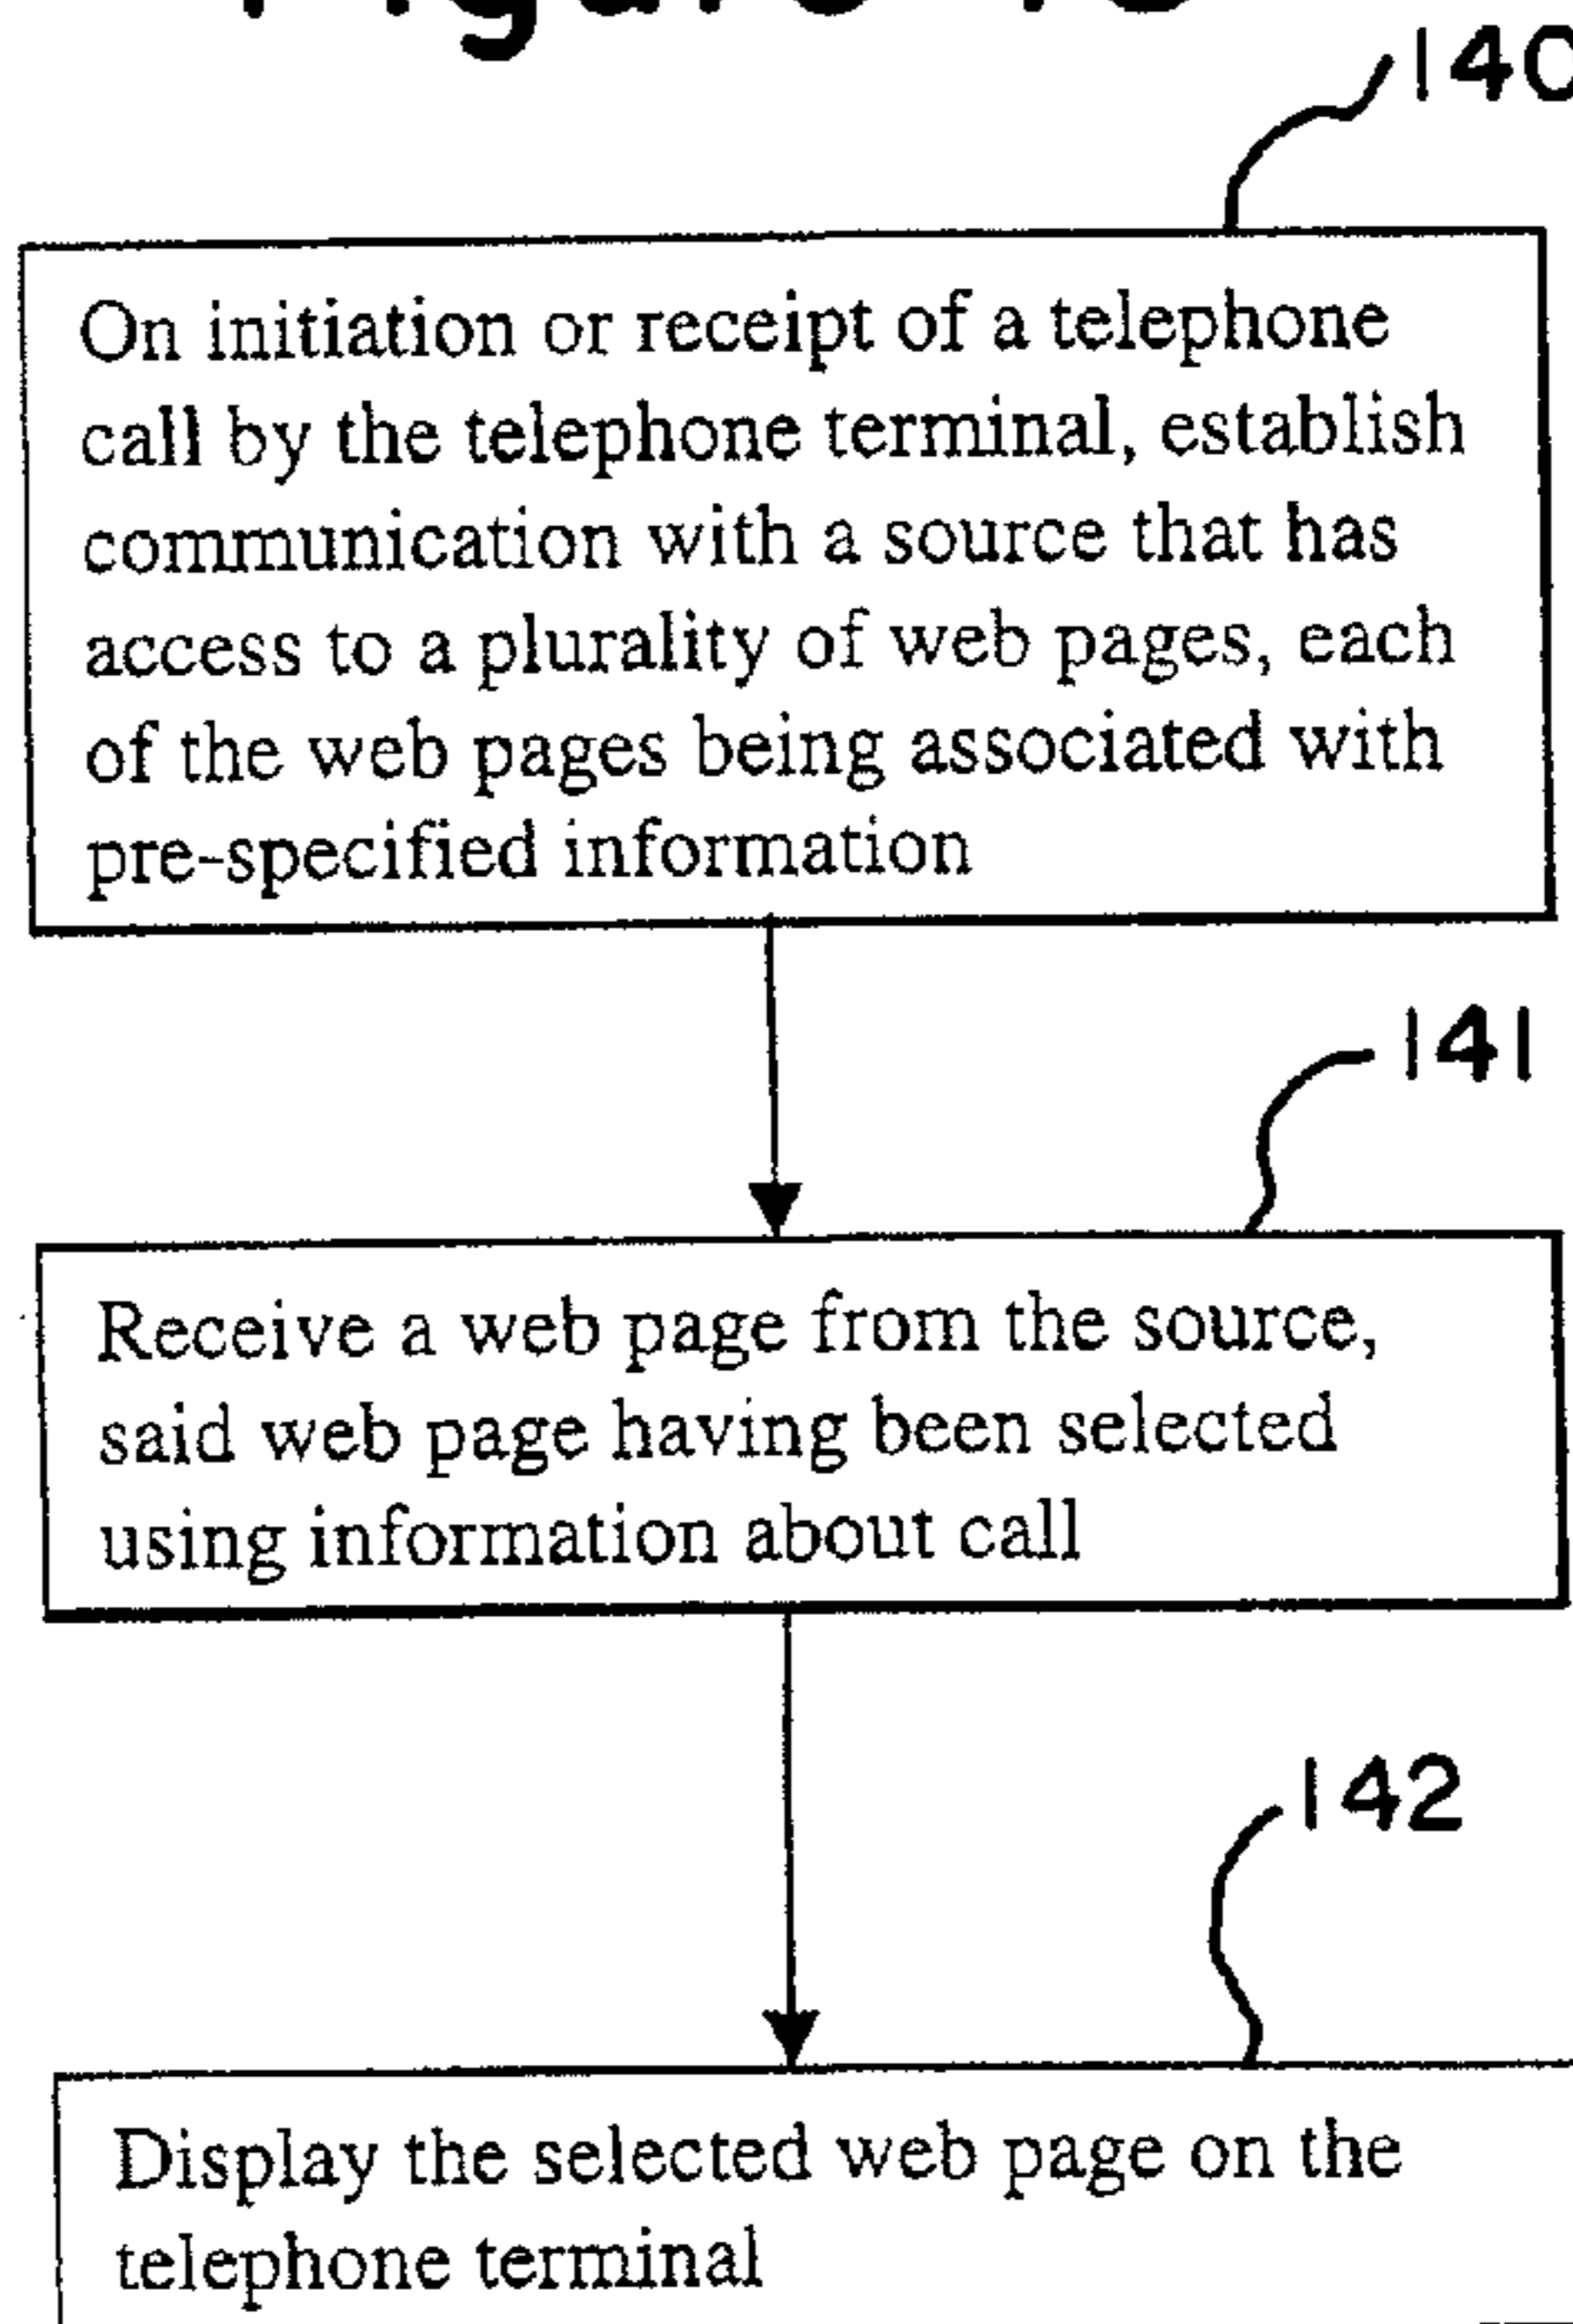 140
On initiation or receipt of a telephone
call by the telephone terminal, establish
communication with a source that has
access to a plurality of web pages, each
of the web pages being associated with
pre-specified information
141
Receive a web page from the source,
said web page having been selected
using information about call
142
Display the selected web page on the
telephone terminal